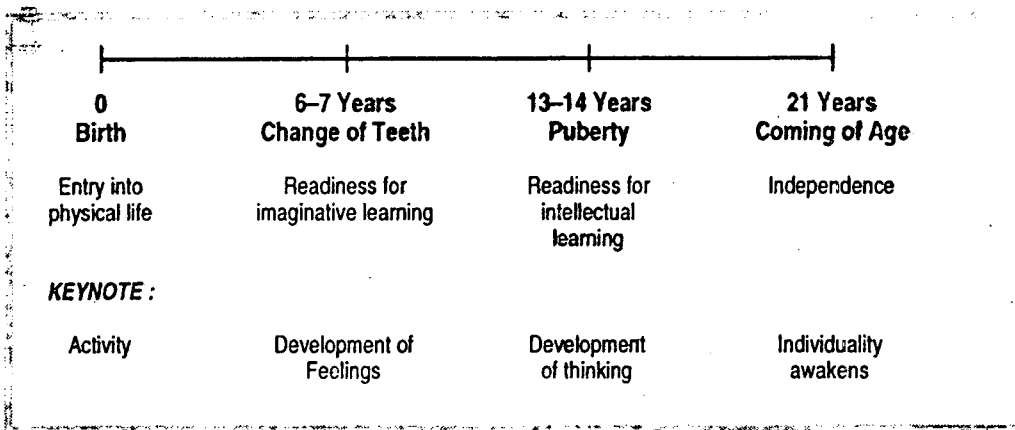 0
Birth
6–7 Years
Change of Teeth
13–14 Years
Puberty
21 Years
Coming of Age
Entry into
physical life
Readiness for
imaginative learning
Readiness for
intellectual
learning
Independence
KEYNOTE :
Activity
Development of
Feelings
Development
of thinking
Individuality
awakens